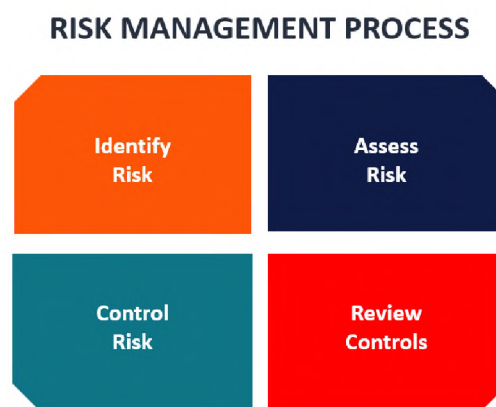 RISK MANAGEMENT PROCESS
Identify
Risk
Assess
Risk
Control
Risk
Review
Controls